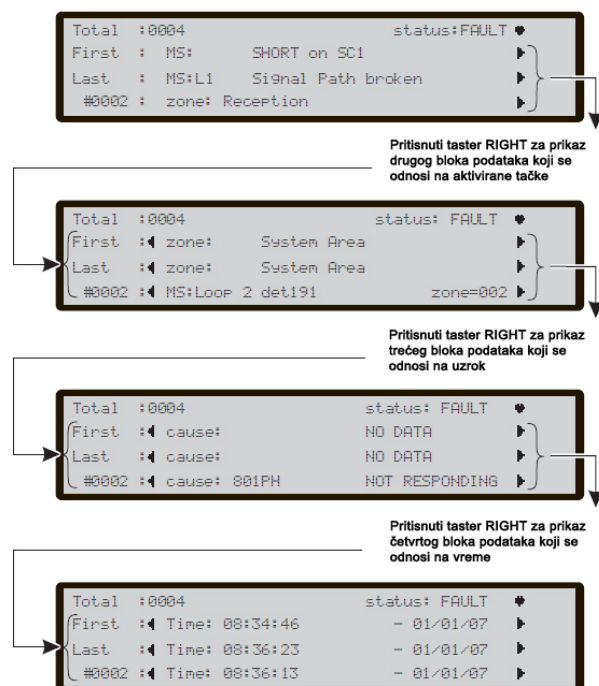 Total :0004 status:FAULT
First : MS: SHORT on SC1
Last : MS:L1 Signal Path broken
#0002 : zone: Reception
Pritisnuti taster RIGHT za prikaz
drugog bloka podataka koji se
odnosi na aktivirane tačke
Total :0004 status: FAULT
First : zone: System Area
Last : zone: System Area
#0002 : MS:Loop 2 det191 zone=002
Pritisnuti taster RIGHT za prikaz
trećeg bloka podataka koji se
odnosi na uzrok
Total :0004 status: FAULT
First : cause: NO DATA
Last : cause: NO DATA
#0002 : cause: 801PH NOT RESPONDING
Pritisnuti taster RIGHT za prikaz
četvrtog bloka podataka koji se
odnosi na vreme
Total :0004 status: FAULT
First : Time: 08:34:46 - 01/01/07
Last : Time: 08:36:23 - 01/01/07
#0002 : Time: 08:36:13 - 01/01/07